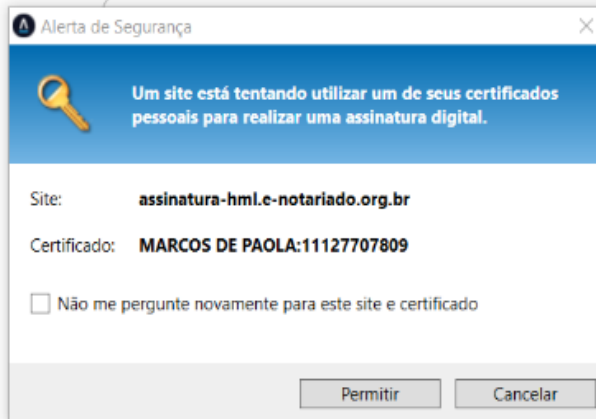 Alerta de Segurança
Um site está tentando utilizar um de seus certificados
pessoais para realizar uma assinatura digital.
Site: assinatura-hml.e-notariado.org.br
Certificado: MARCOS DE PAOLA:11127707809
Não me pergunte novamente para este site e certificado
Permitir Cancelar